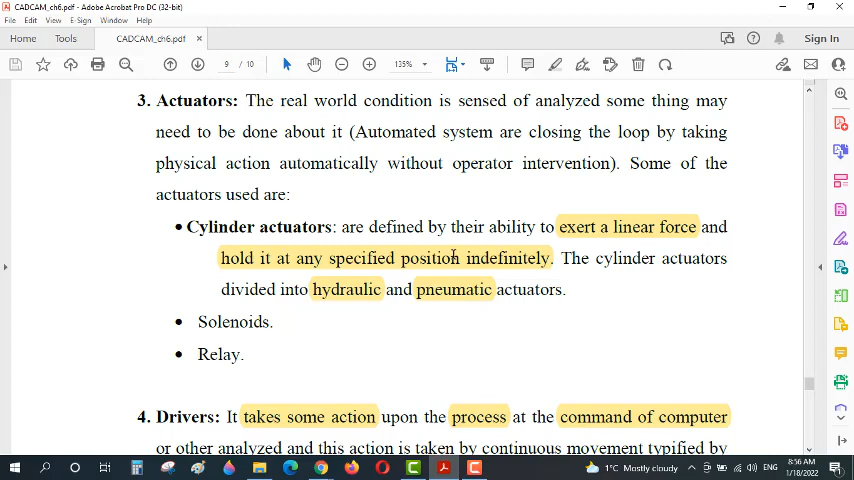 CADCAM_ch6.pdf - Adobe Acrobat Pro DC (32-bit)
File Edit View E-Sign Window Help
Home Tools CADCAM_ch6.pdf × Sign In
9 / 10 135%
3. Actuators: The real world condition is sensed of analyzed some thing may
need to be done about it (Automated system are closing the loop by taking
physical action automatically without operator intervention). Some of the
actuators used are:
• Cylinder actuators: are defined by their ability to exert a linear force and
hold it at any specified position indefinitely. The cylinder actuators
divided into hydraulic and pneumatic actuators.
• Solenoids.
• Relay.
4. Drivers: It takes some action upon the process at the command of computer
or other analyzed and this action is taken by continuous movement typified by
1°C Mostly cloudy ENG 8:56 AM
1/18/2022